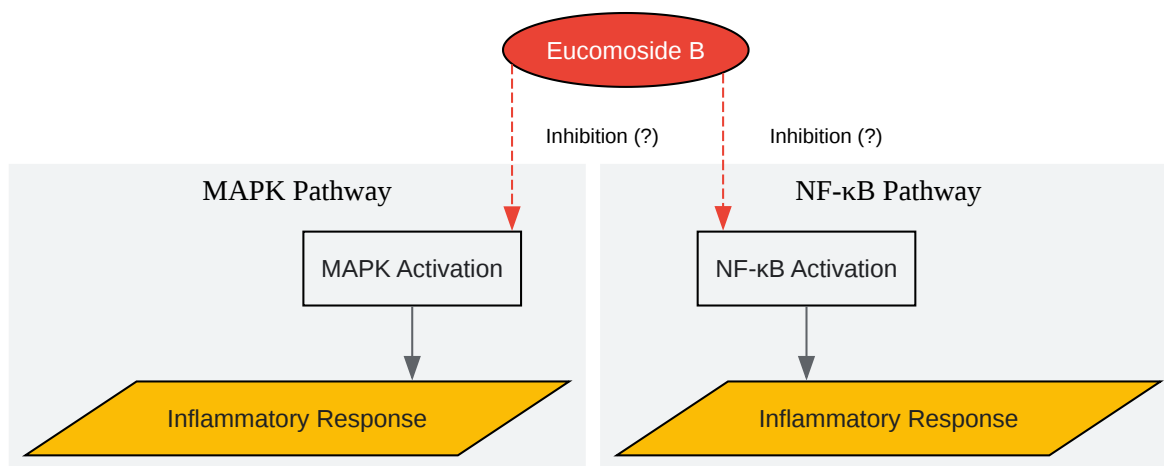 Eucomoside B
Inhibition (?)
Inhibition (?)
MAPK Pathway
NF-κB Pathway
MAPK Activation
NF-κB Activation
Inflammatory Response
Inflammatory Response